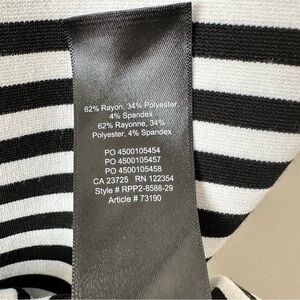 62% Rayon, 34% Polyester,
4% Spandex
62% Rayonne, 34%
Polyester, 4% Spandex
PO 4500105454
PO 4500105457
PO 4500105458
CA 23725 RN 122354
Style # RPP2-8588-29
Article # 73190